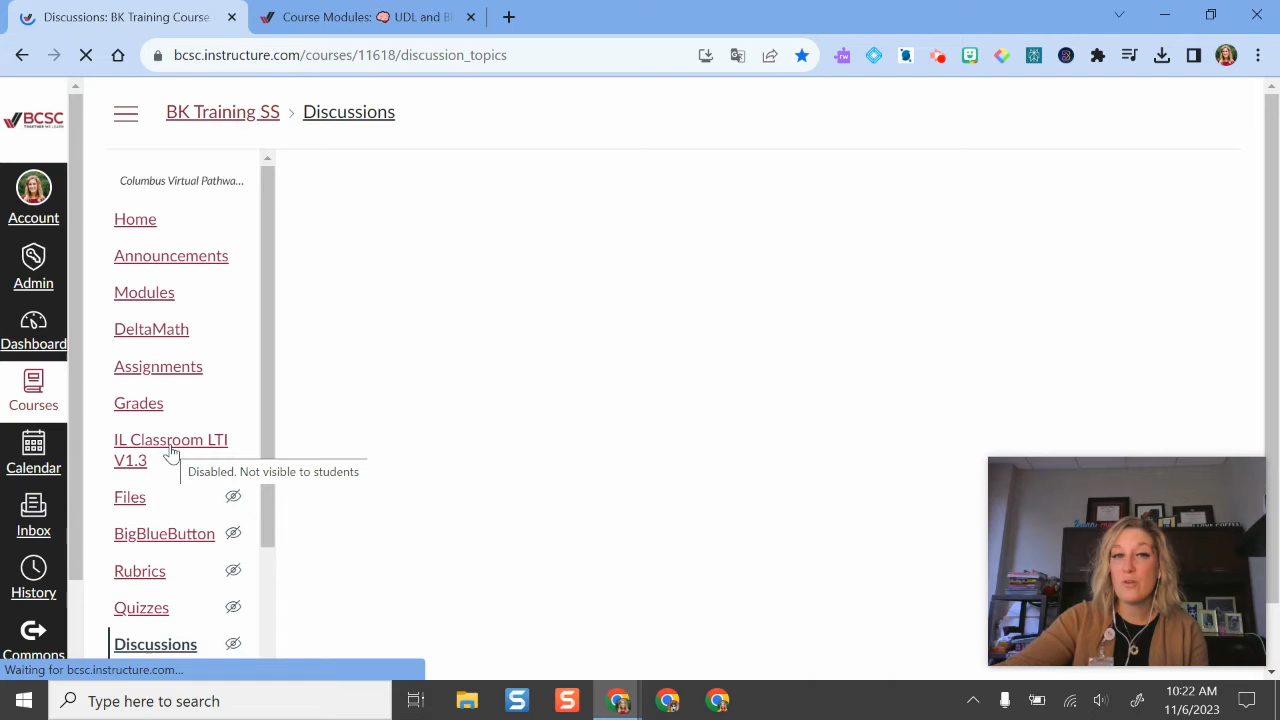 Discussions: BK Training SS
Course Modules: 🧠 UDL and Bl
bcsc.instructure.com/courses/11618/discussion_topics
rw
BCSC
BK Training SS > Discussions
Columbus Virtual Pathwa...
Account
Admin
Dashboard
Courses
Calendar
Inbox
History
Commons
Home
Announcements
Modules
DeltaMath
Assignments
Grades
IL Classroom LTI
V1.3
Disabled. Not visible to students
Files
BigBlueButton
Rubrics
Quizzes
Discussions
Waiting for bcsc.instructure.com...
Type here to search
10:22 AM
11/6/2023